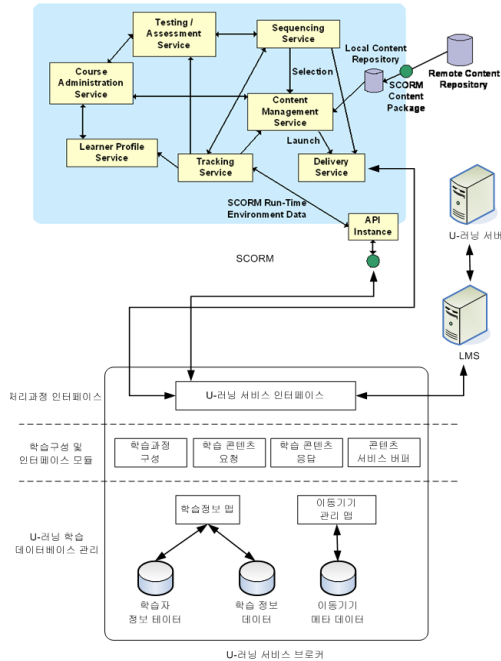 Testing /
Assessment
Service
Sequencing
Service
Local Content
Repository
Remote Content
Repository
SCORM
Content
Package
Course
Administration
Service
Selection
Content
Management
Service
Learner Profile
Service
Launch
Tracking
Service
Delivery
Service
SCORM Run-Time
Environment Data
API
Instance
SCORM
U-러닝 서버
LMS
처리과정 인터페이스
U-러닝 서비스 인터페이스
학습구성 및
인터페이스 모듈
학습과정
구성
학습 콘텐츠
요청
학습 콘텐츠
응답
콘텐츠
서비스 버퍼
U-러닝 학습
데이터베이스 관리
학습정보 맵
이동기기
관리 맵
학습자
정보 테이터
학습 정보
데이터
이동기기
메타 데이터
U-러닝 서비스 브로커